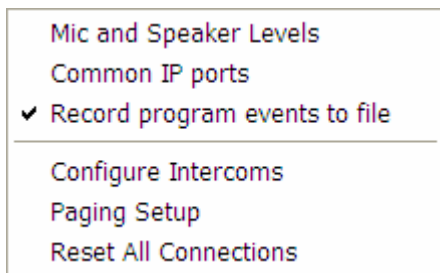 Mic and Speaker Levels
Common IP ports
✔ Record program events to file
Configure Intercoms
Paging Setup
Reset All Connections